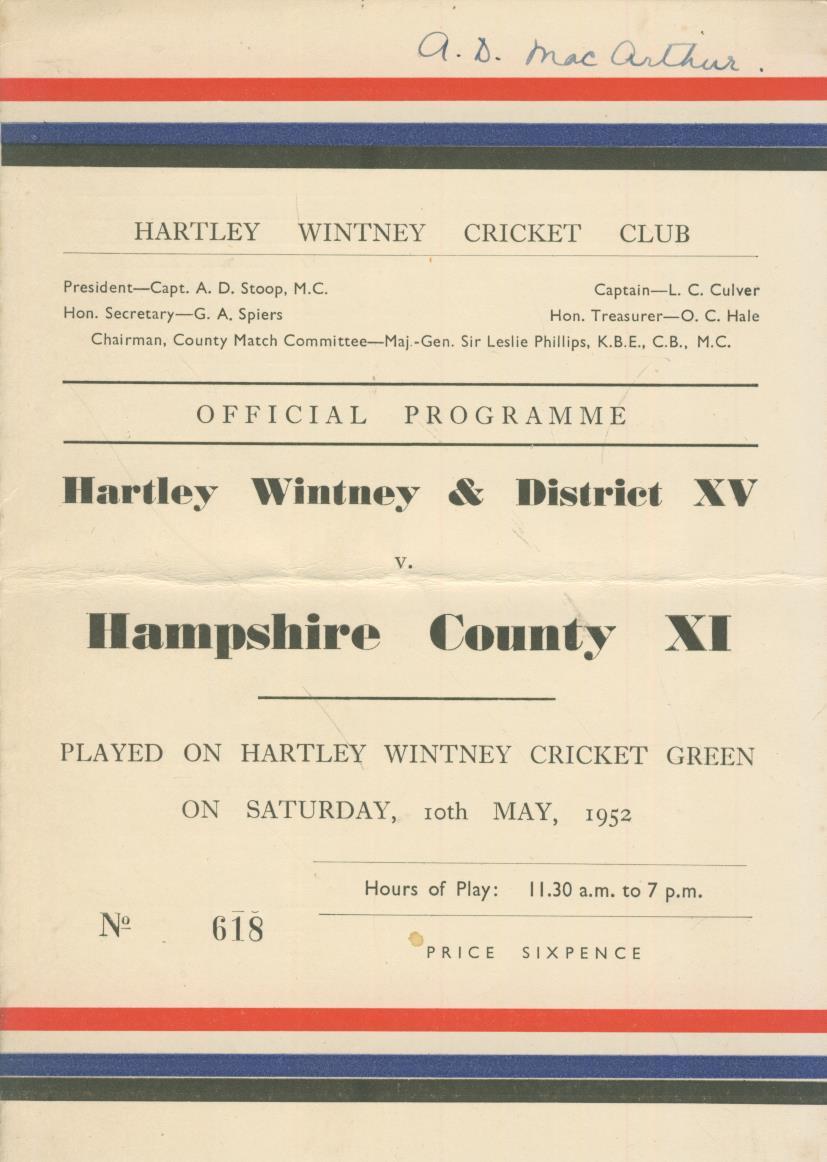 A. D. MacArthur.
HARTLEY WINTNEY CRICKET CLUB
President—Capt. A. D. Stoop, M.C. Captain—L. C. Culver
Hon. Secretary—G. A. Spiers Hon. Treasurer—O. C. Hale
Chairman, County Match Committee—Maj.-Gen. Sir Leslie Phillips, K.B.E., C.B., M.C.
OFFICIAL PROGRAMME
Hartley Wintney & District XV
v.
Hampshire County XI
PLAYED ON HARTLEY WINTNEY CRICKET GREEN
ON SATURDAY, 10th MAY, 1952
Hours of Play: 11.30 a.m. to 7 p.m.
Nº 618
PRICE SIXPENCE